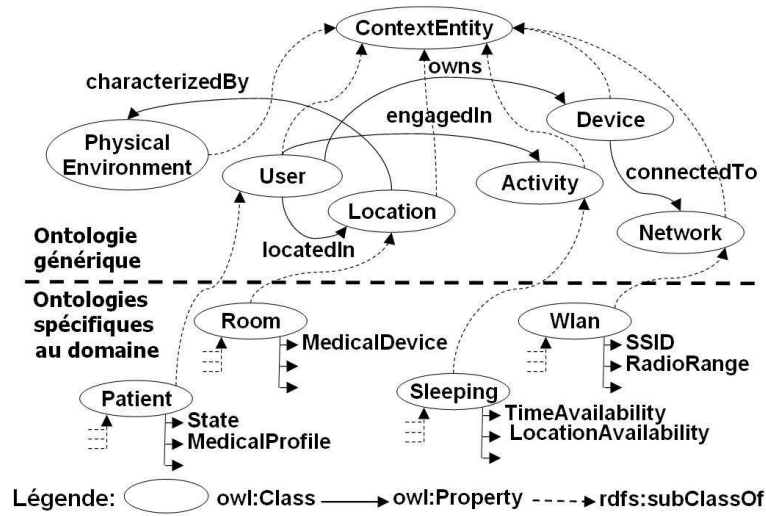 ContextEntity
characterizedBy
owns
engagedIn
Physical
Environment
User
Device
Activity
connectedTo
Location
Network
locatedIn
Ontologie
générique
Ontologies
spécifiques
au domaine
Room
MedicalDevice
Wlan
SSID
RadioRange
Patient
State
MedicalProfile
Sleeping
TimeAvailability
LocationAvailability
Légende: owl:Class owl:Property rdfs:subClassOf